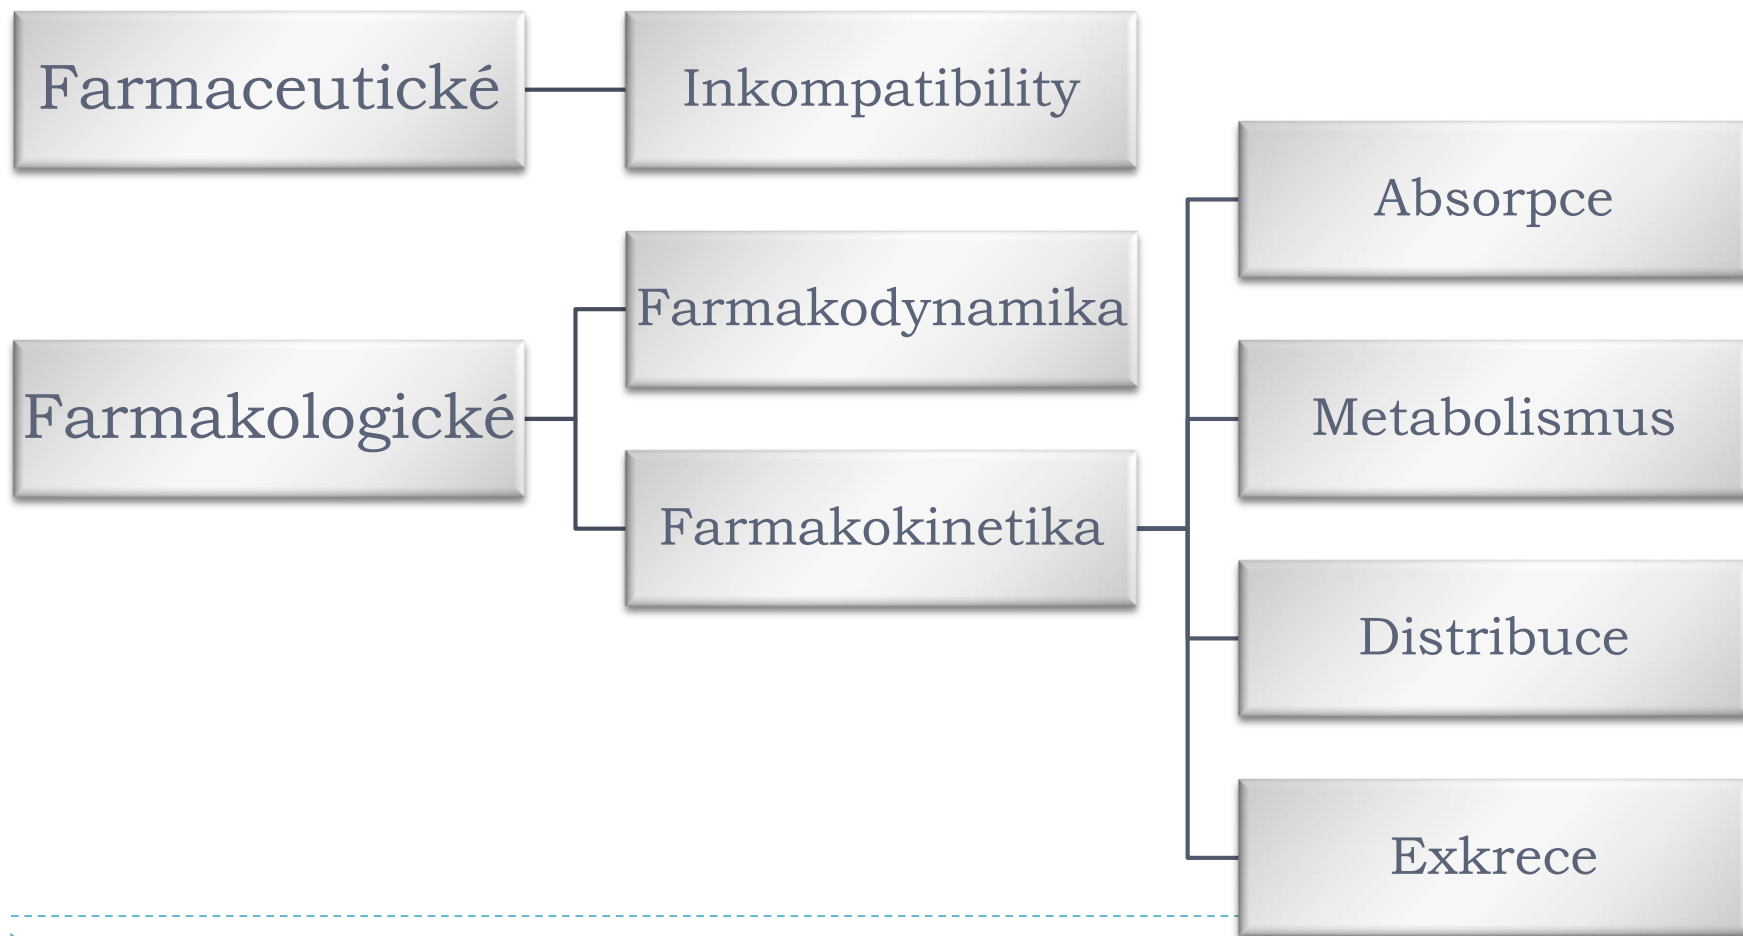 Farmaceutické
Inkompatibility
Farmakologické
Farmakodynamika
Farmakokinetika
Absorpce
Metabolismus
Distribuce
Exkrece